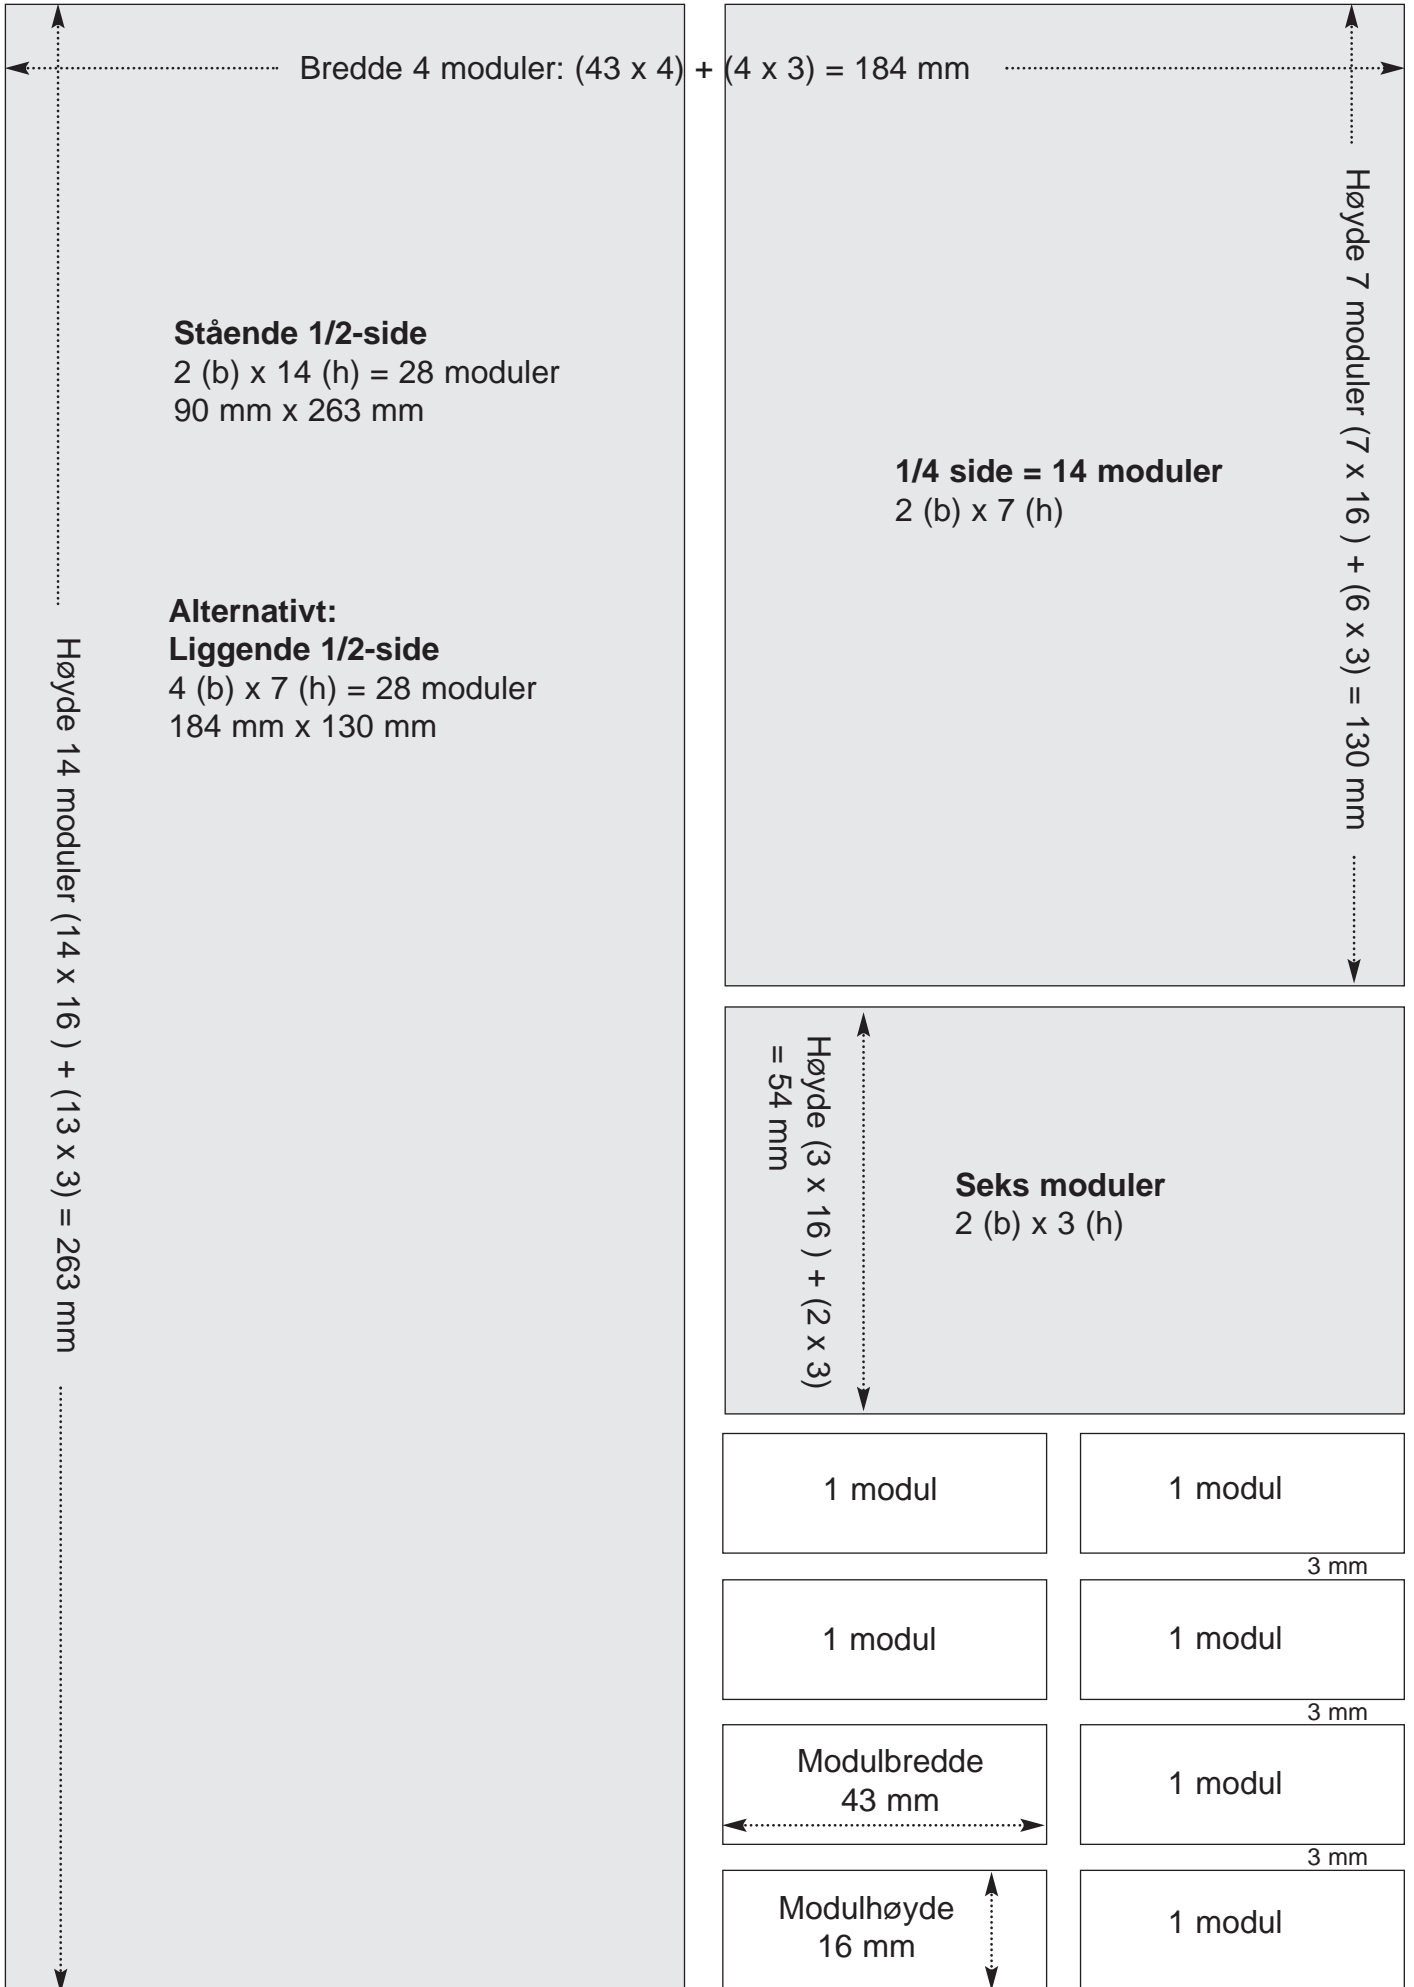 Bredde 4 moduler: (43 x 4) + (4 x 3) = 184 mm
Stående 1/2-side
2 (b) x 14 (h) = 28 moduler
90 mm x 263 mm
Alternativt:
Liggende 1/2-side
4 (b) x 7 (h) = 28 moduler
184 mm x 130 mm
Høyde 14 moduler (14 x 16 ) + (13 x 3) = 263 mm
1/4 side = 14 moduler
2 (b) x 7 (h)
Høyde 7 moduler (7 x 16 ) + (6 x 3) = 130 mm
Høyde (3 x 16 ) + (2 x 3)
= 54 mm
Seks moduler
2 (b) x 3 (h)
1 modul
1 modul
3 mm
1 modul
1 modul
3 mm
Modulbredde
43 mm
1 modul
3 mm
Modulhøyde
16 mm
1 modul